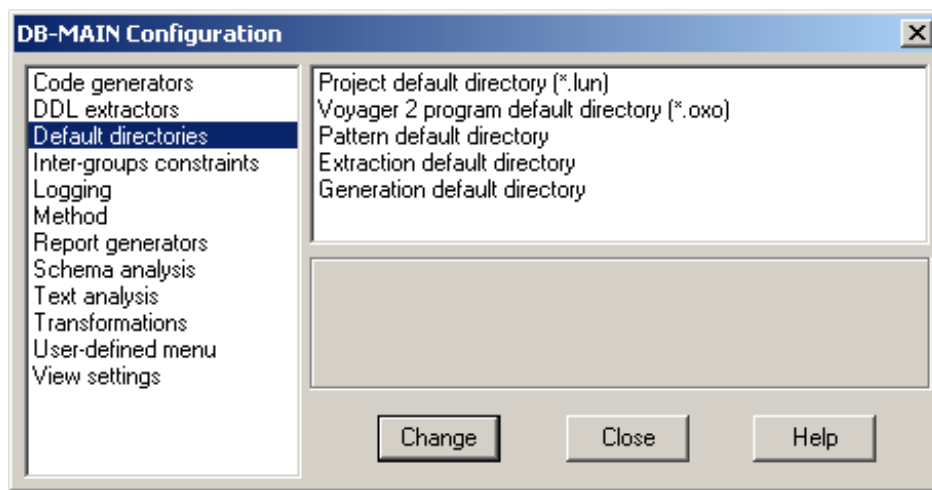 DB-MAIN Configuration
Code generators
DDL extractors
Default directories
Inter-groups constraints
Logging
Method
Report generators
Schema analysis
Text analysis
Transformations
User-defined menu
View settings
Project default directory (*.lun)
Voyager 2 program default directory (*.oxo)
Pattern default directory
Extraction default directory
Generation default directory
Change Close Help